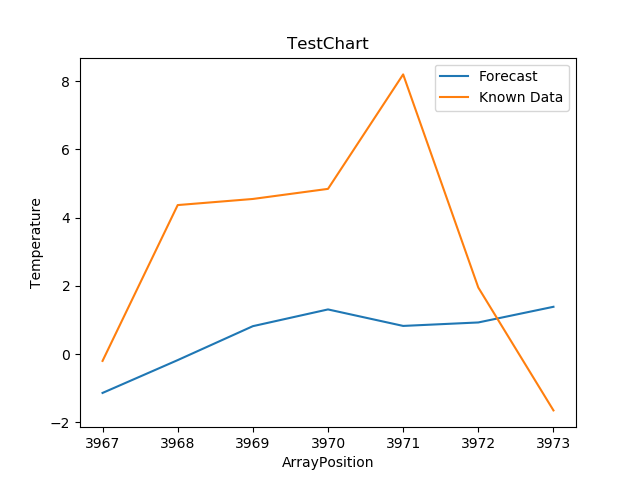 TestChart
Forecast
Known Data
8
6
4
2
0
−2
Temperature
3967 3968 3969 3970 3971 3972 3973
ArrayPosition